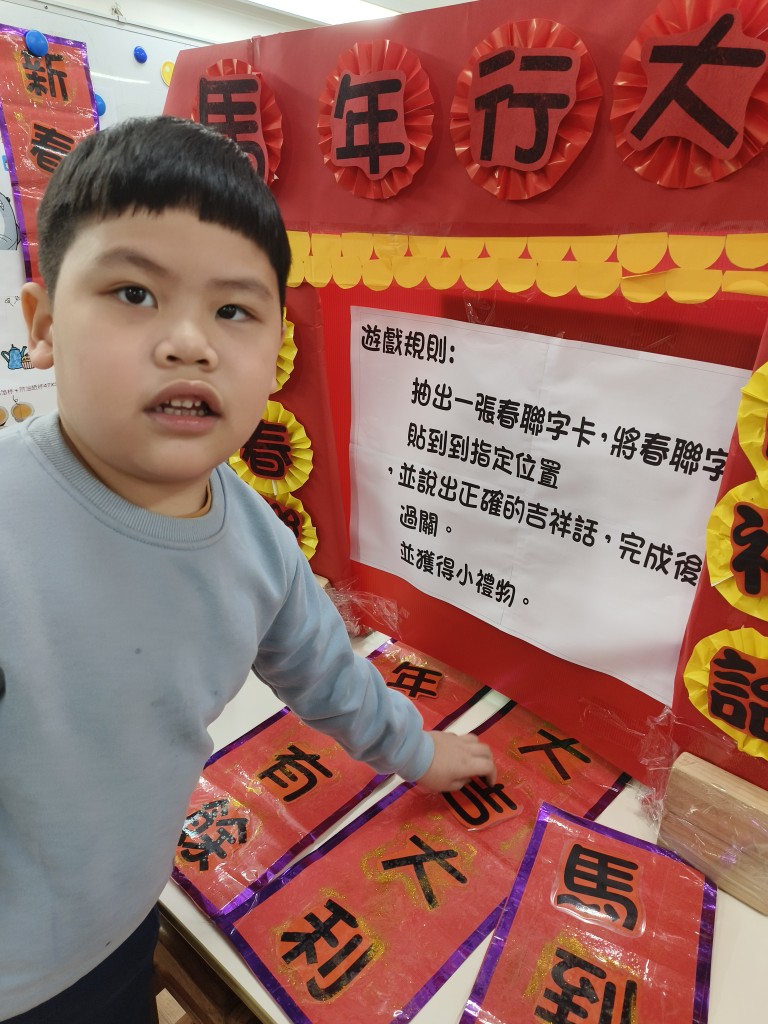 新
春
馬年行大
遊戲規則:
抽出一張春聯字卡,將春聯字
貼到到指定位置
,並說出正確的吉祥話,完成後
過關。
並獲得小禮物。
春
語
年
有
餘
大
吉
大
利
馬
到